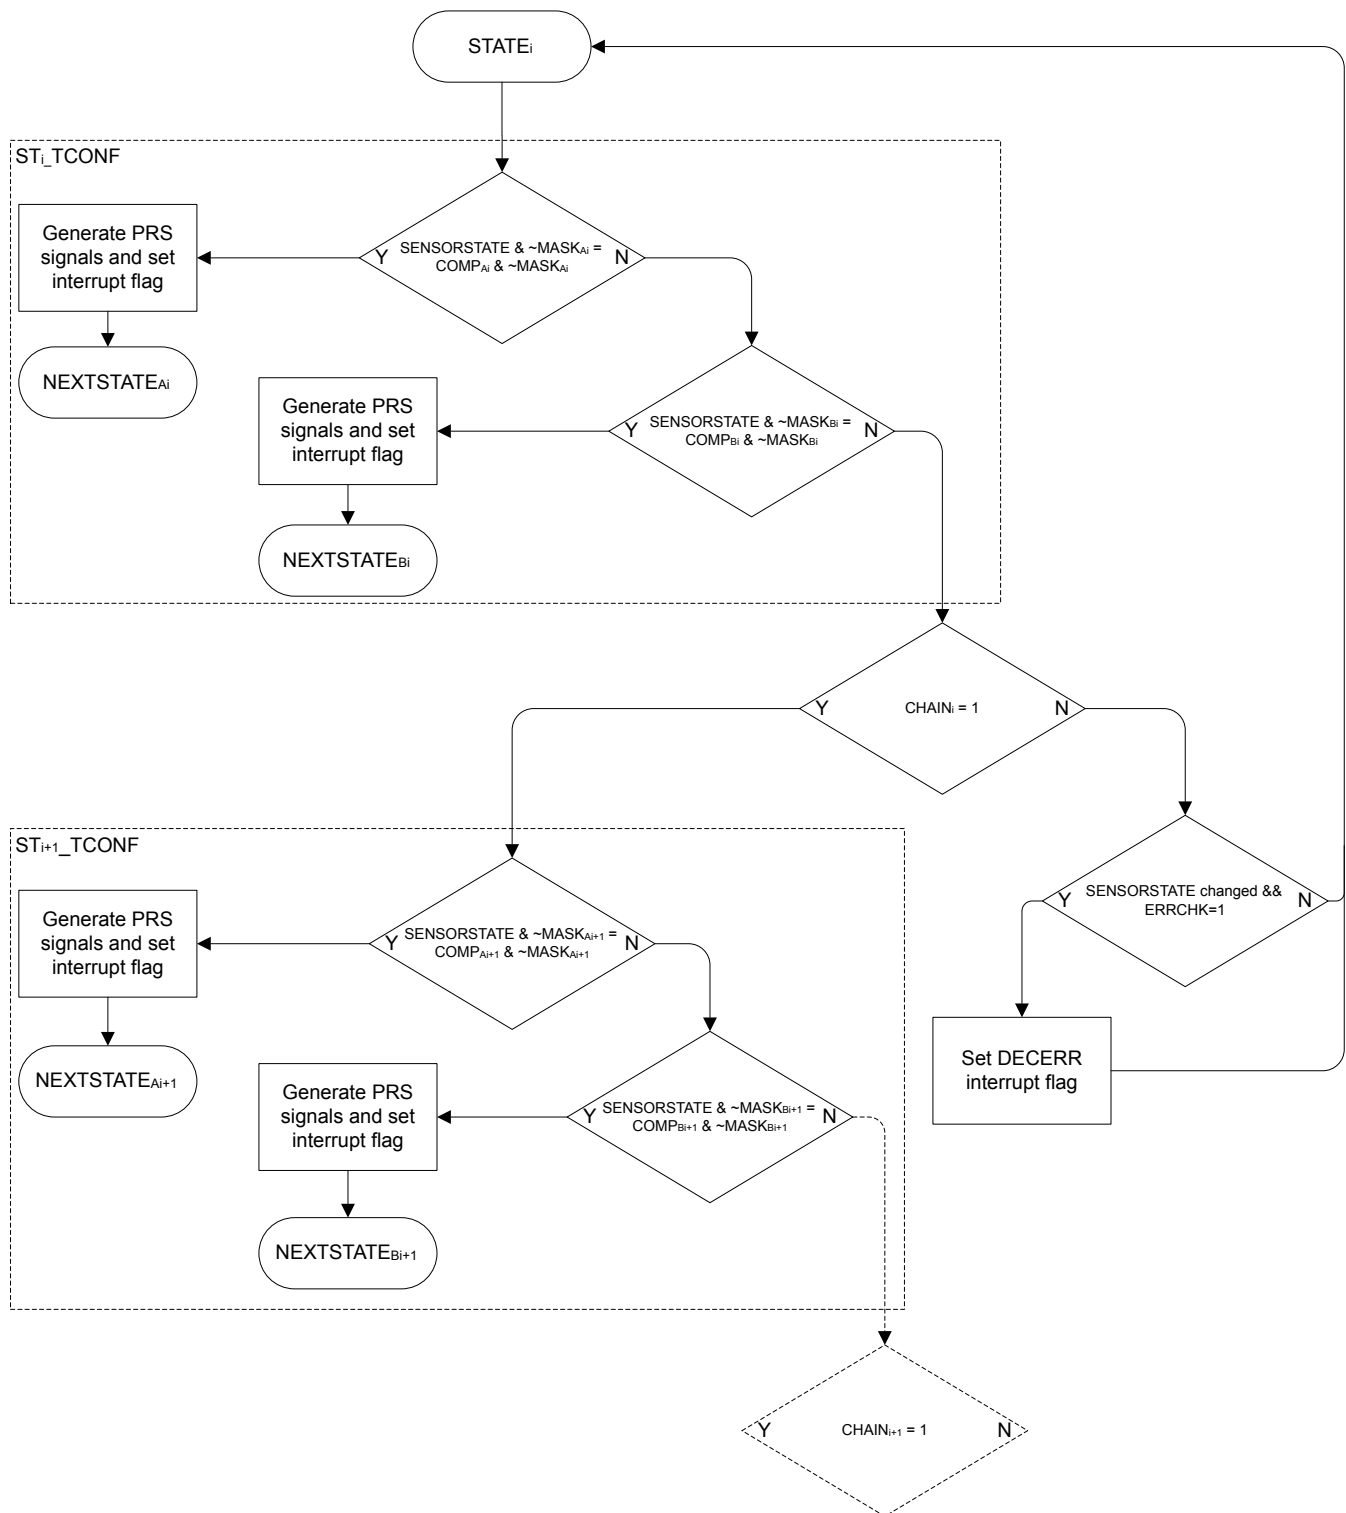 STATEi
STi_TCONF
Generate PRS
signals and set
interrupt flag
Y
SENSORSTATE & ~MASKAi =
COMPAi & ~MASKAi
N
NEXTSTATEAi
Generate PRS
signals and set
interrupt flag
Y
SENSORSTATE & ~MASKBi =
COMPBi & ~MASKBi
N
NEXTSTATEBi
Y
CHAINi = 1
N
STi+1_TCONF
Generate PRS
signals and set
interrupt flag
Y
SENSORSTATE & ~MASKAi+1 =
COMPAi+1 & ~MASKAi+1
N
Y
SENSORSTATE changed &&
ERRCHK=1
N
Set DECERR
interrupt flag
NEXTSTATEAi+1
Generate PRS
signals and set
interrupt flag
Y
SENSORSTATE & ~MASKBi+1 =
COMPBi+1 & ~MASKBi+1
N
NEXTSTATEBi+1
Y
CHAINi+1 = 1
N